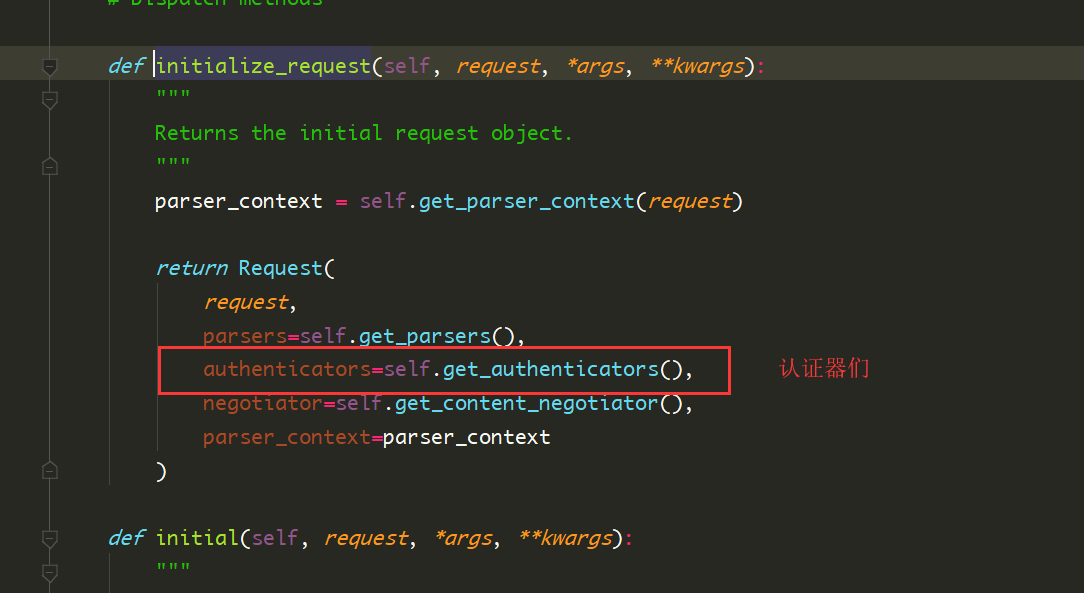 # Dispatch methods
def initialize_request(self, request, *args, **kwargs):
"""
Returns the initial request object.
"""
parser_context = self.get_parser_context(request)
return Request(
request,
parsers=self.get_parsers(),
authenticators=self.get_authenticators(),
认证器们
negotiator=self.get_content_negotiator(),
parser_context=parser_context
)
def initial(self, request, *args, **kwargs):
"""